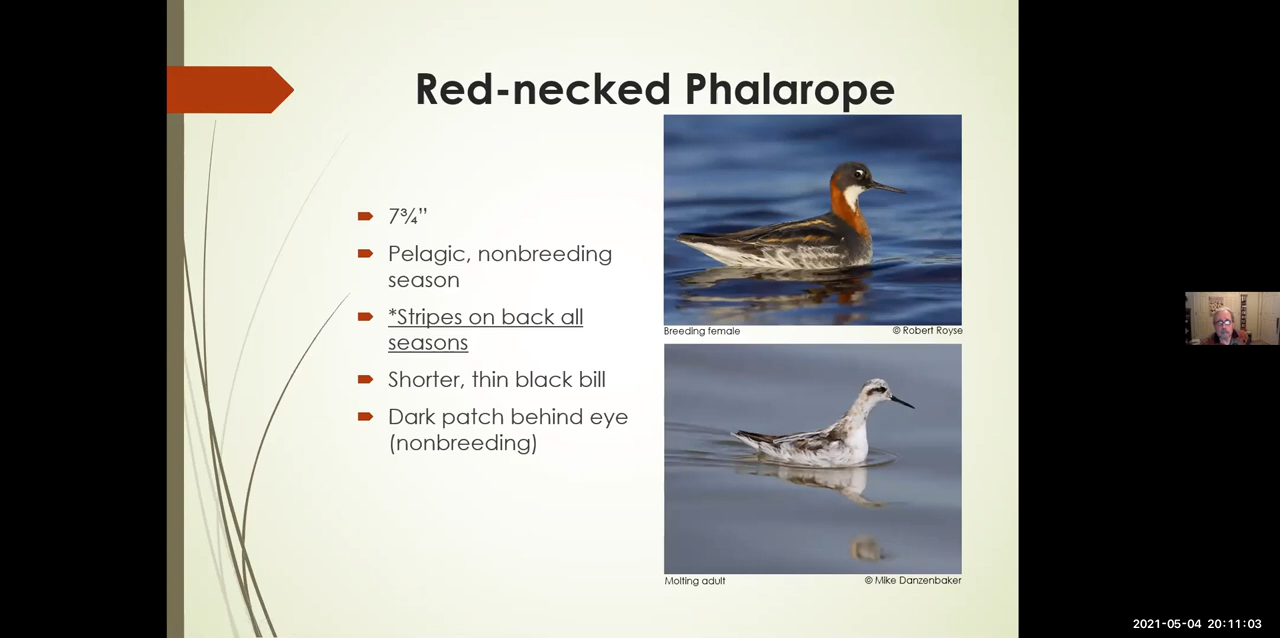 Red-necked Phalarope
7¾”
Pelagic, nonbreeding
season
*Stripes on back all
seasons
Shorter, thin black bill
Dark patch behind eye
(nonbreeding)
Breeding female
© Robert Royse
Molting adult
© Mike Danzenbaker
2021-05-04 20:11:03